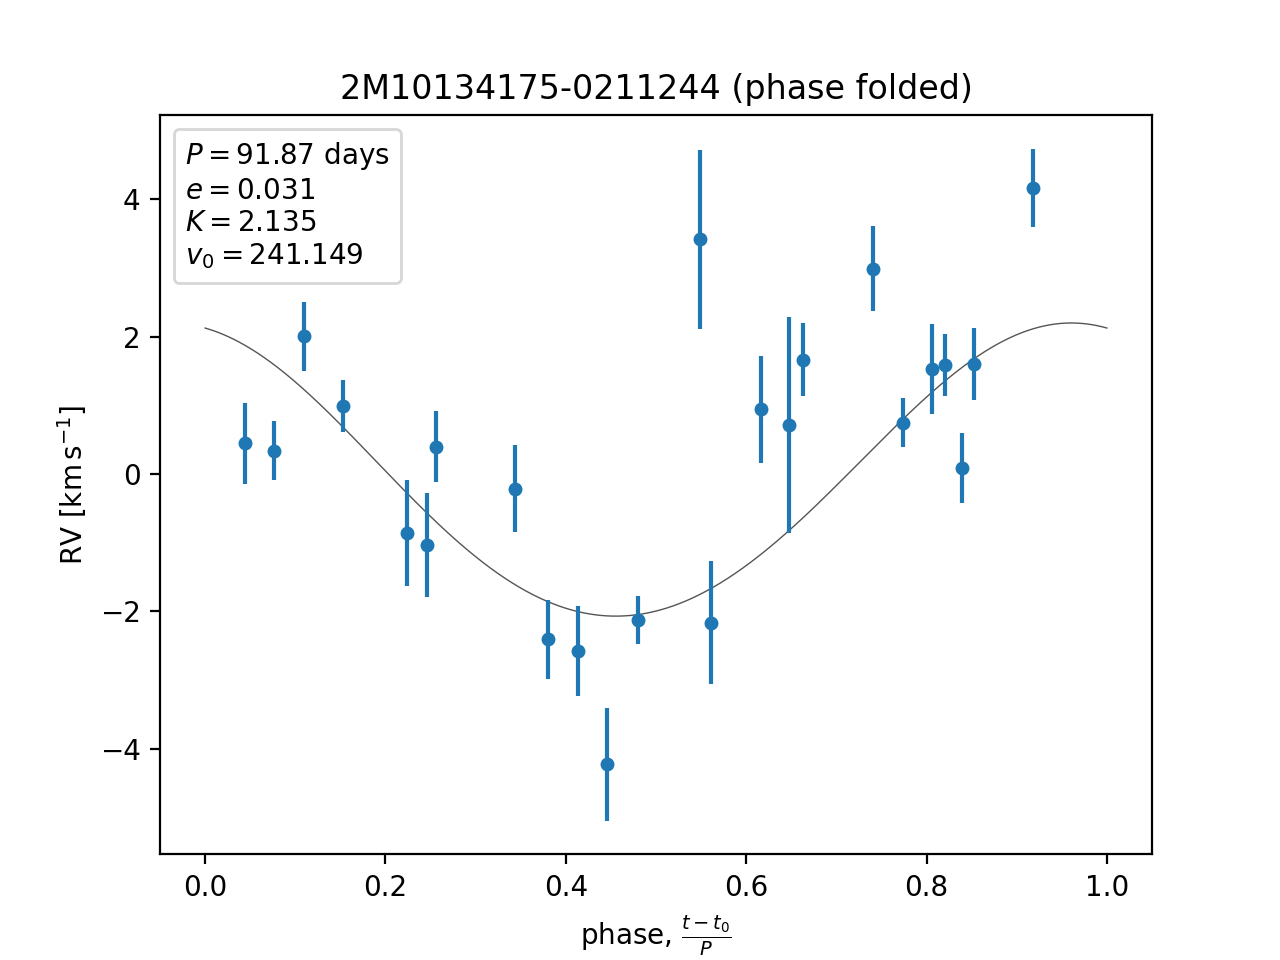 2M10134175-0211244 (phase folded)
P = 91.87 days
e = 0.031
K = 2.135
v₀ = 241.149
4
2
0
−2
−4
RV [km s⁻¹]
0.0 0.2 0.4 0.6 0.8 1.0
phase, (t − t₀)/P